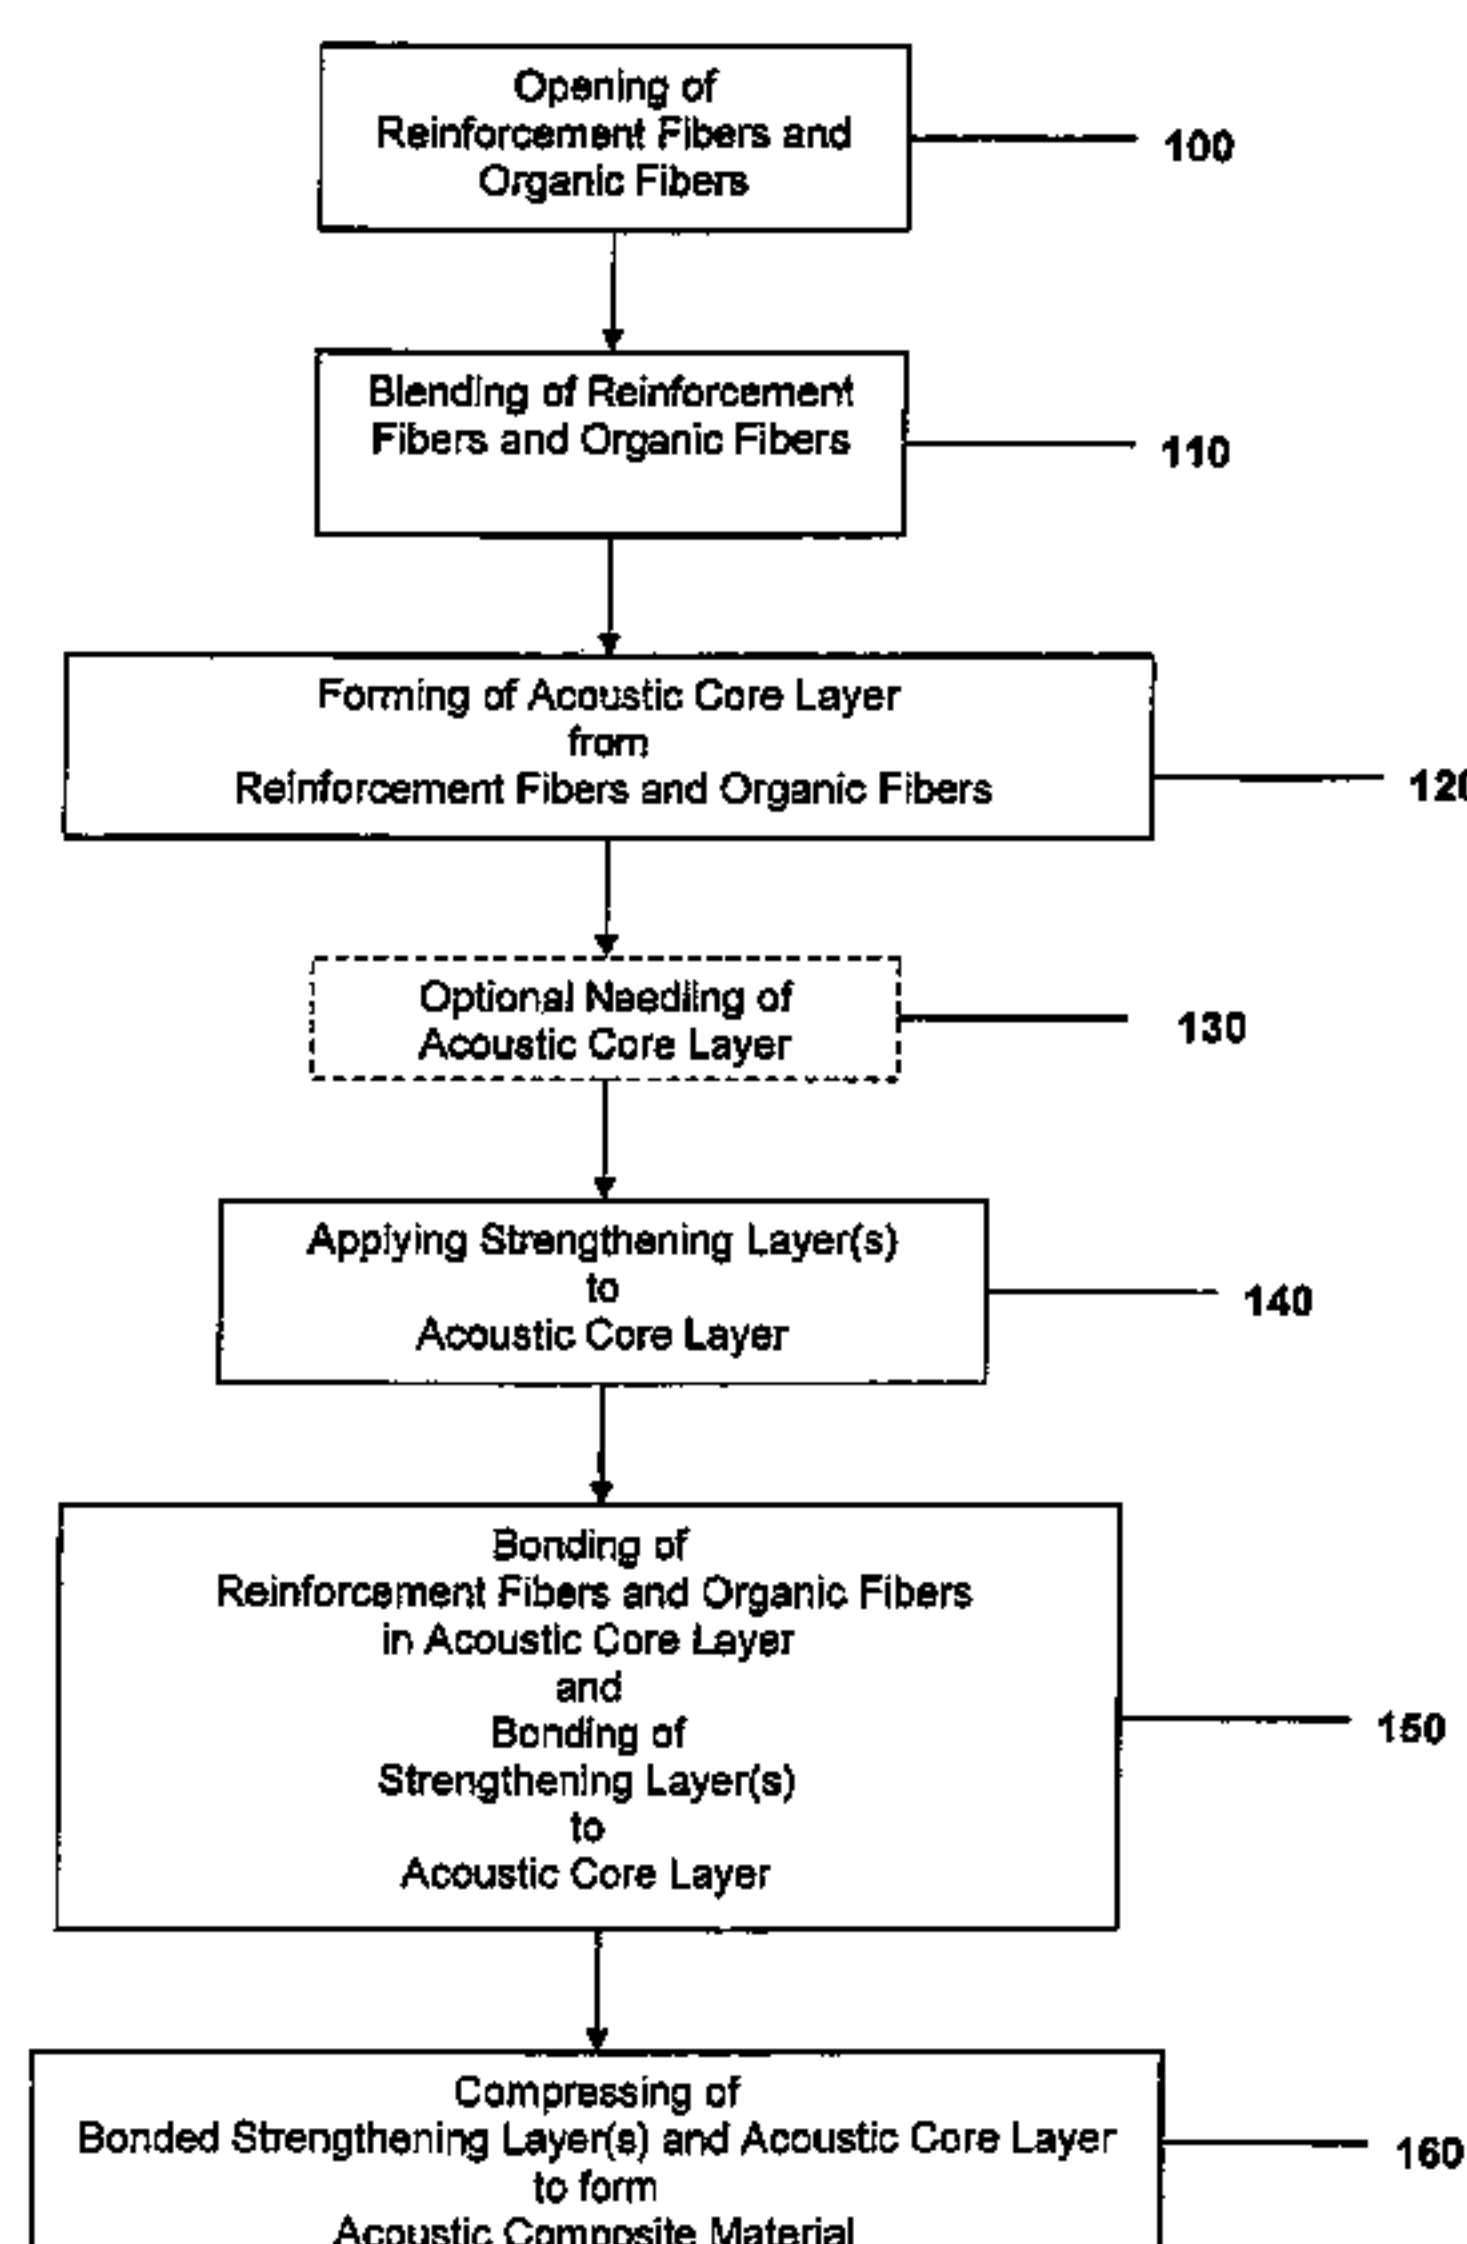 Opening of
Reinforcement Fibers and
Organic Fibers
100
Blending of Reinforcement
Fibers and Organic Fibers
110
Forming of Acoustic Core Layer
from
Reinforcement Fibers and Organic Fibers
120
Optional Needling of
Acoustic Core Layer
130
Applying Strengthening Layer(s)
to
Acoustic Core Layer
140
Bonding of
Reinforcement Fibers and Organic Fibers
in Acoustic Core Layer
and
Bonding of
Strengthening Layer(s)
to
Acoustic Core Layer
150
Compressing of
Bonded Strengthening Layer(s) and Acoustic Core Layer
to form
Acoustic Composite Material
160